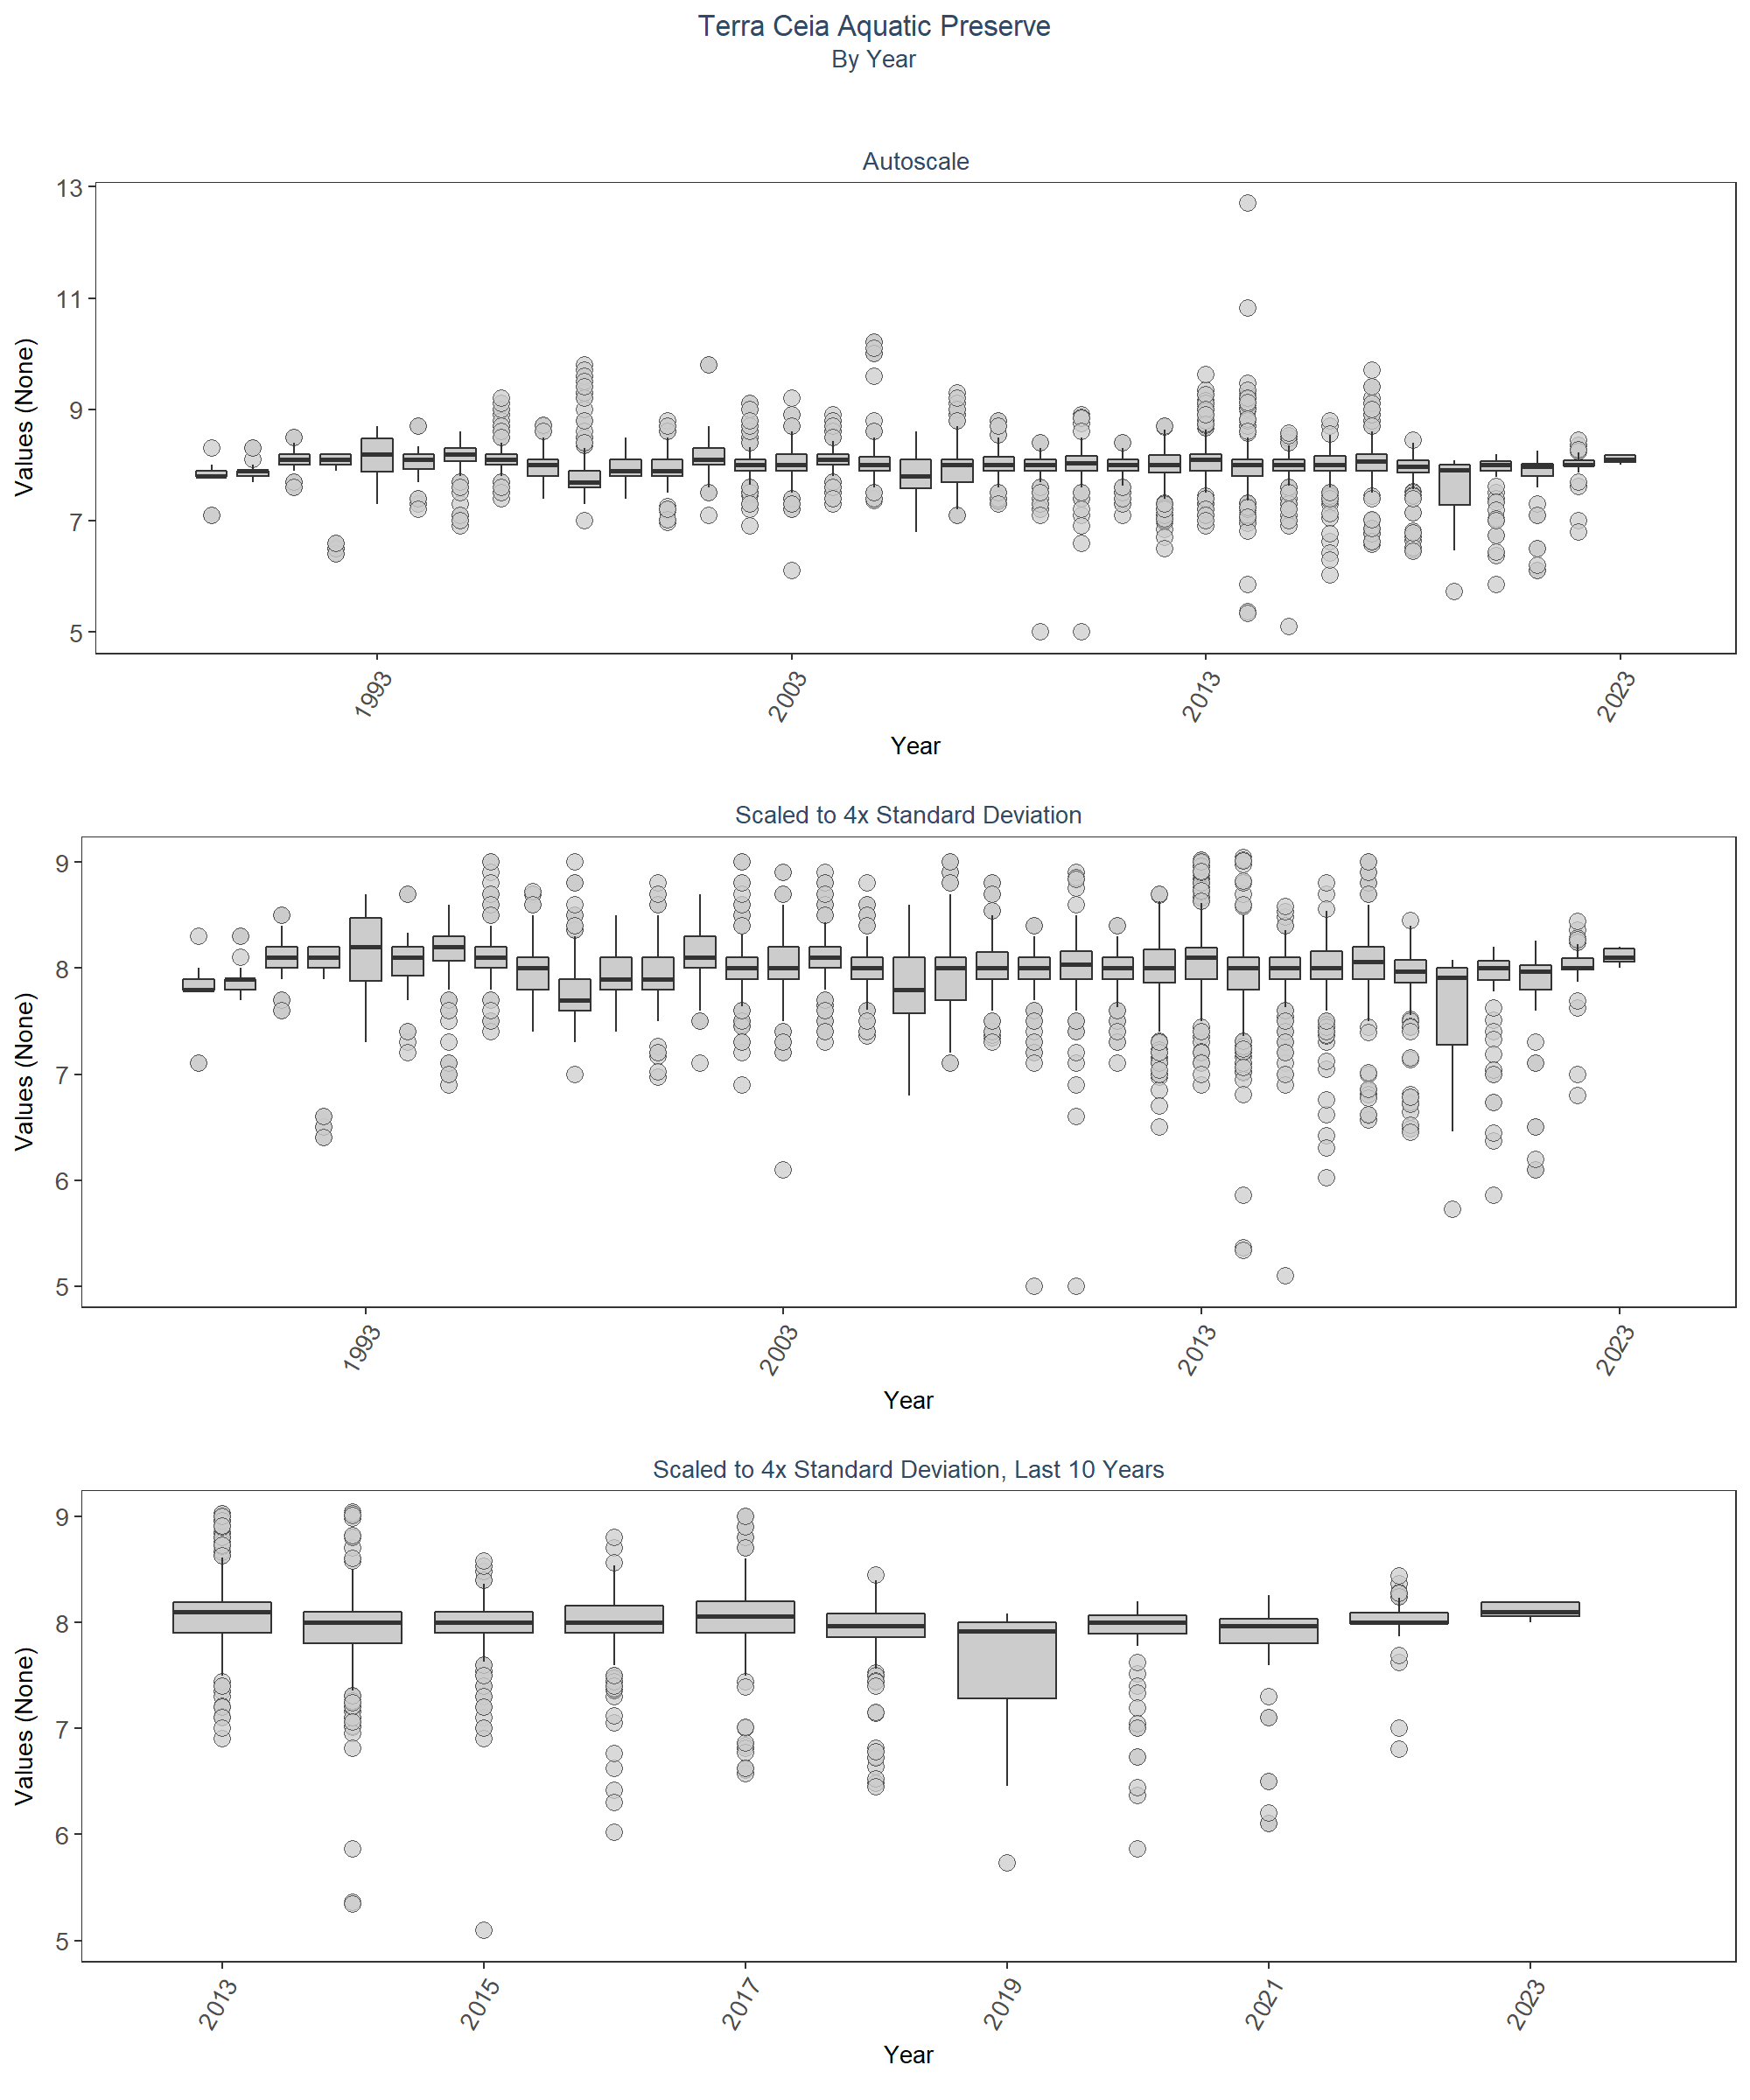 Terra Ceia Aquatic Preserve
By Year
Autoscale
13
11
9
7
5
Values (None)
1993
2003
2013
2023
Year
Scaled to 4x Standard Deviation
9
8
7
6
5
Values (None)
1993
2003
2013
2023
Year
Scaled to 4x Standard Deviation, Last 10 Years
9
8
7
6
5
Values (None)
2013
2015
2017
2019
2021
2023
Year